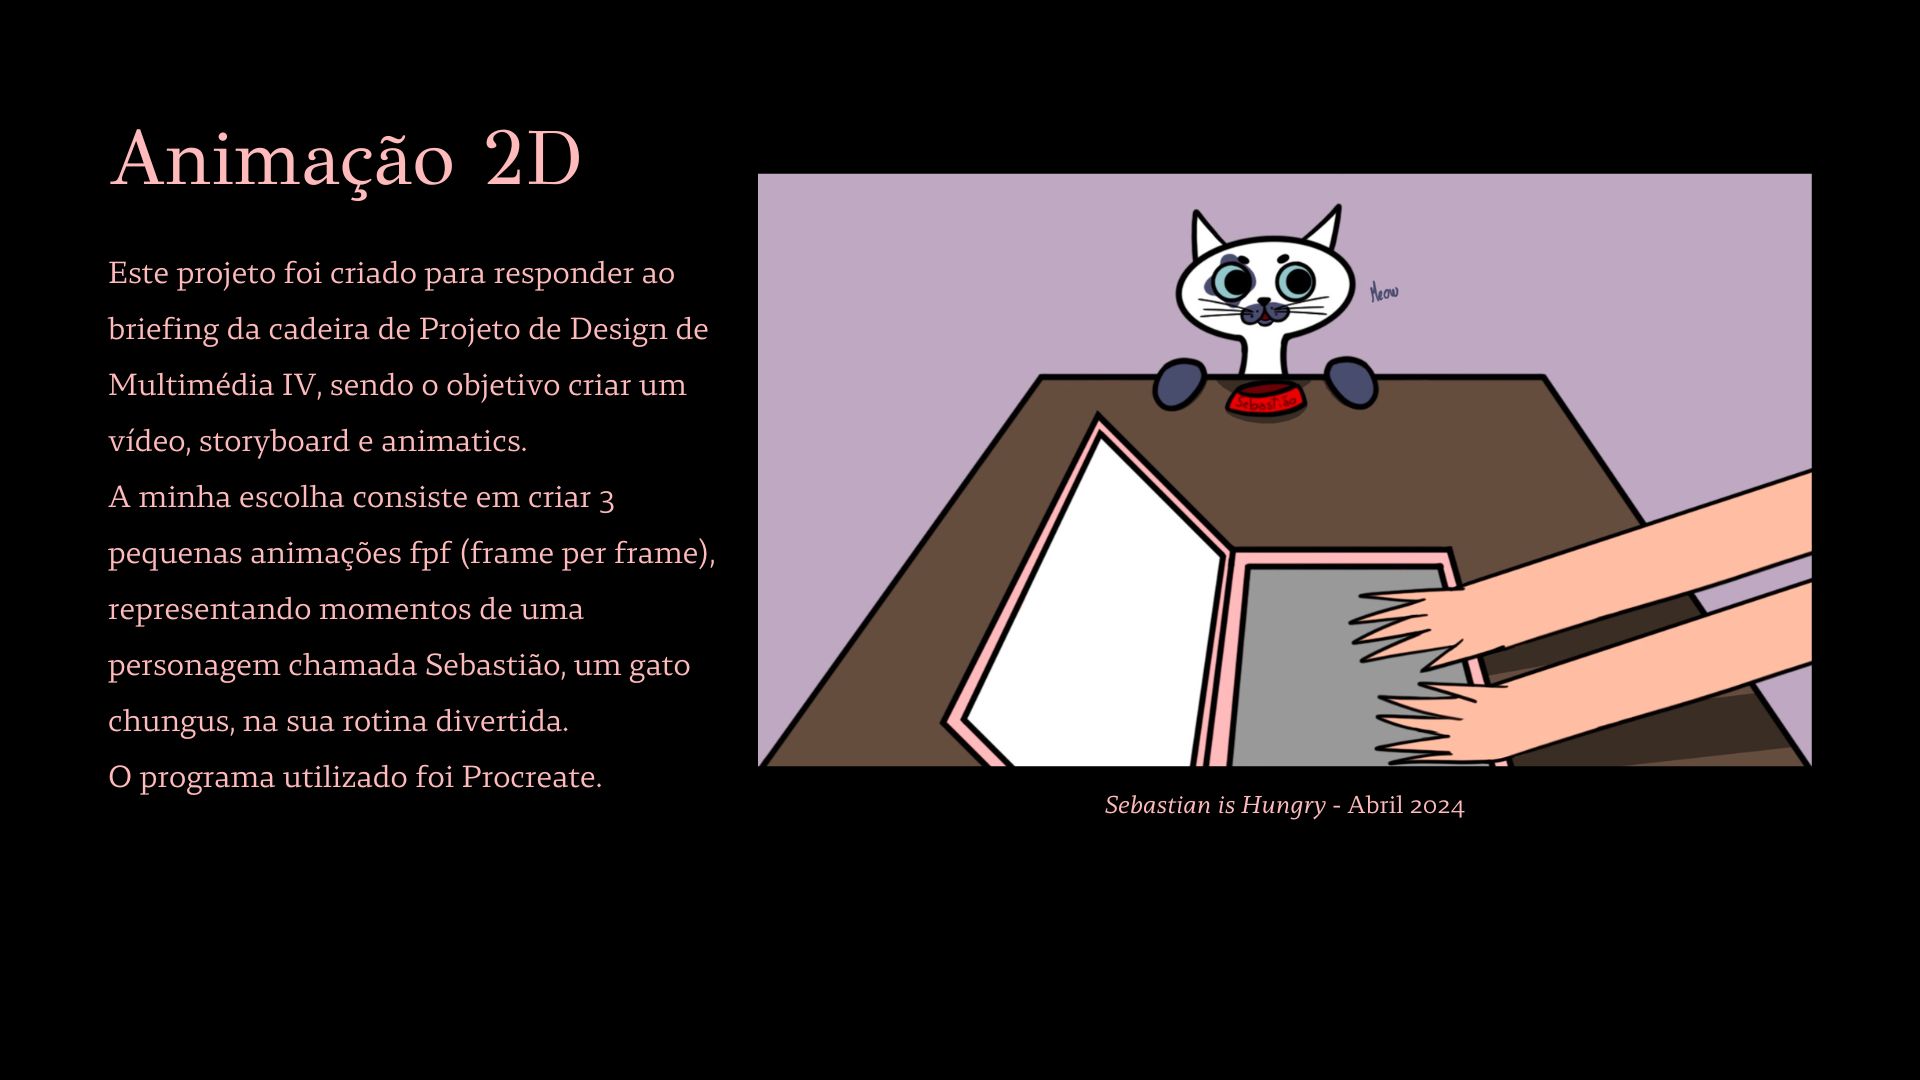 Animação 2D
Este projeto foi criado para responder ao
briefing da cadeira de Projeto de Design de
Multimédia IV, sendo o objetivo criar um
vídeo, storyboard e animatics.
A minha escolha consiste em criar 3
pequenas animações fpf (frame per frame),
representando momentos de uma
personagem chamada Sebastião, um gato
chungus, na sua rotina divertida.
O programa utilizado foi Procreate.
Meow
Sebastião
Sebastian is Hungry - Abril 2024